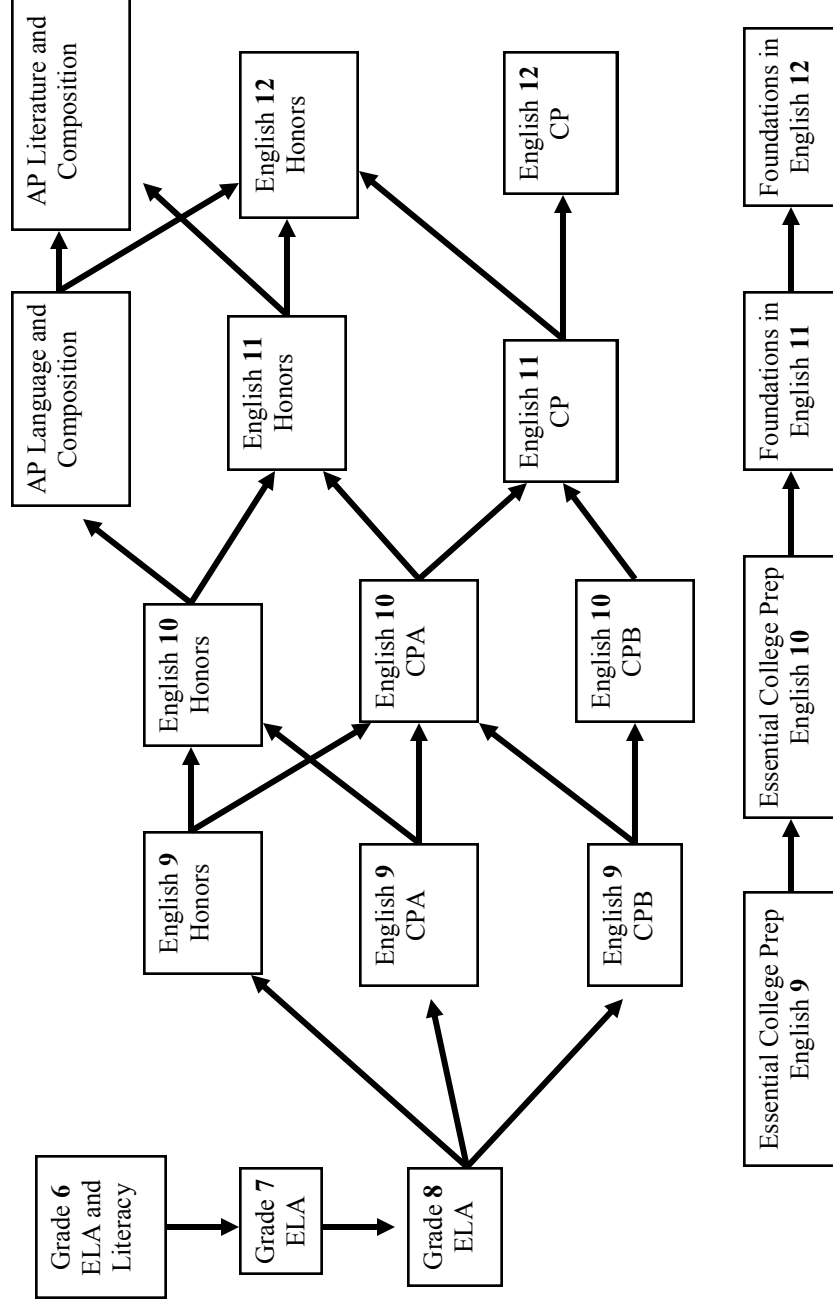 Grade 6
ELA and
Literacy
Grade 7
ELA
Grade 8
ELA
English 9
Honors
English 9
CPA
English 9
CPB
English 10
Honors
English 10
CPA
English 10
CPB
AP Language and
Composition
English 11
Honors
English 11
CP
AP Literature and
Composition
English 12
Honors
English 12
CP
Essential College Prep
English 9
Essential College Prep
English 10
Foundations in
English 11
Foundations in
English 12